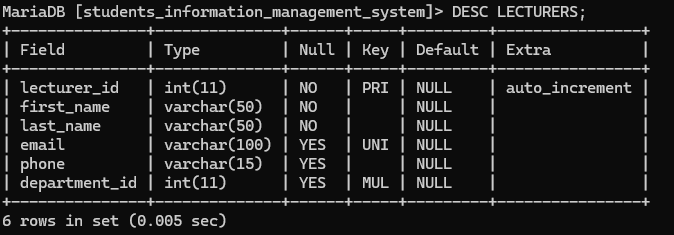 MariaDB [students_information_management_system]> DESC LECTURERS;
+---------------+--------------+------+-----+---------+----------------+
| Field         | Type         | Null | Key | Default | Extra          |
+---------------+--------------+------+-----+---------+----------------+
| lecturer_id   | int(11)      | NO   | PRI | NULL    | auto_increment |
| first_name    | varchar(50)  | NO   |     | NULL    |                |
| last_name     | varchar(50)  | NO   |     | NULL    |                |
| email         | varchar(100) | YES  | UNI | NULL    |                |
| phone         | varchar(15)  | YES  |     | NULL    |                |
| department_id | int(11)      | YES  | MUL | NULL    |                |
+---------------+--------------+------+-----+---------+----------------+
6 rows in set (0.005 sec)